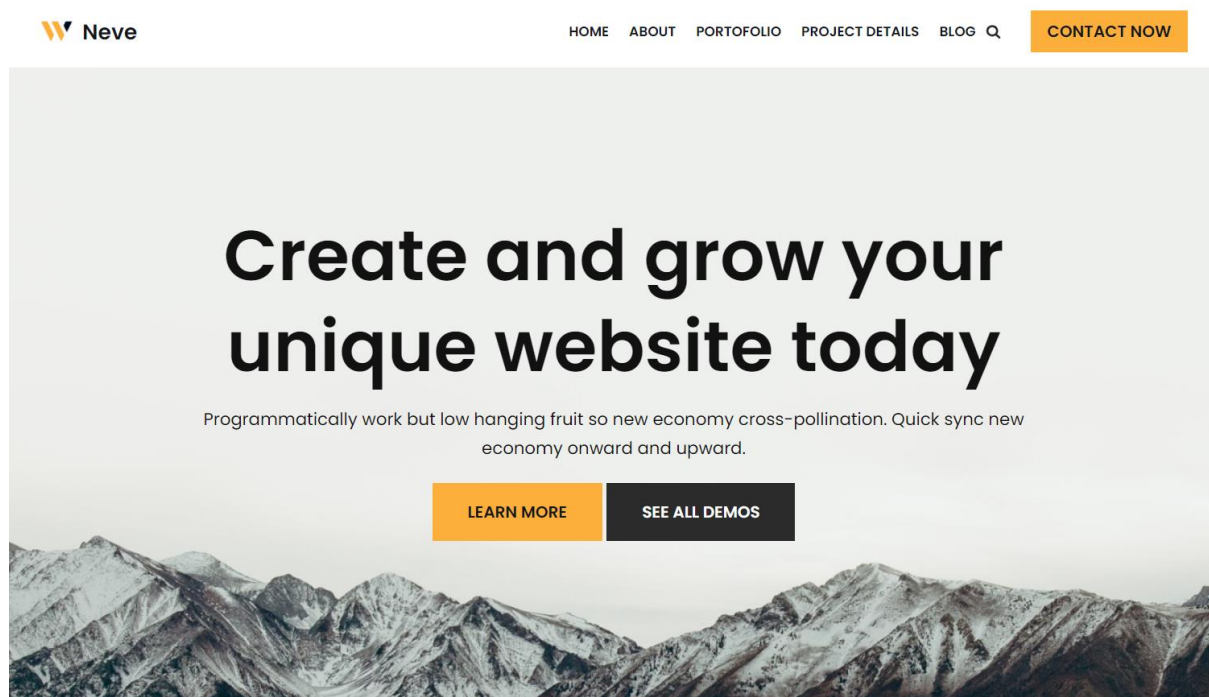 Neve
HOME ABOUT PORTOFOLIO PROJECT DETAILS BLOG
CONTACT NOW
Create and grow your
unique website today
Programmatically work but low hanging fruit so new economy cross-pollination. Quick sync new
economy onward and upward.
LEARN MORE
SEE ALL DEMOS